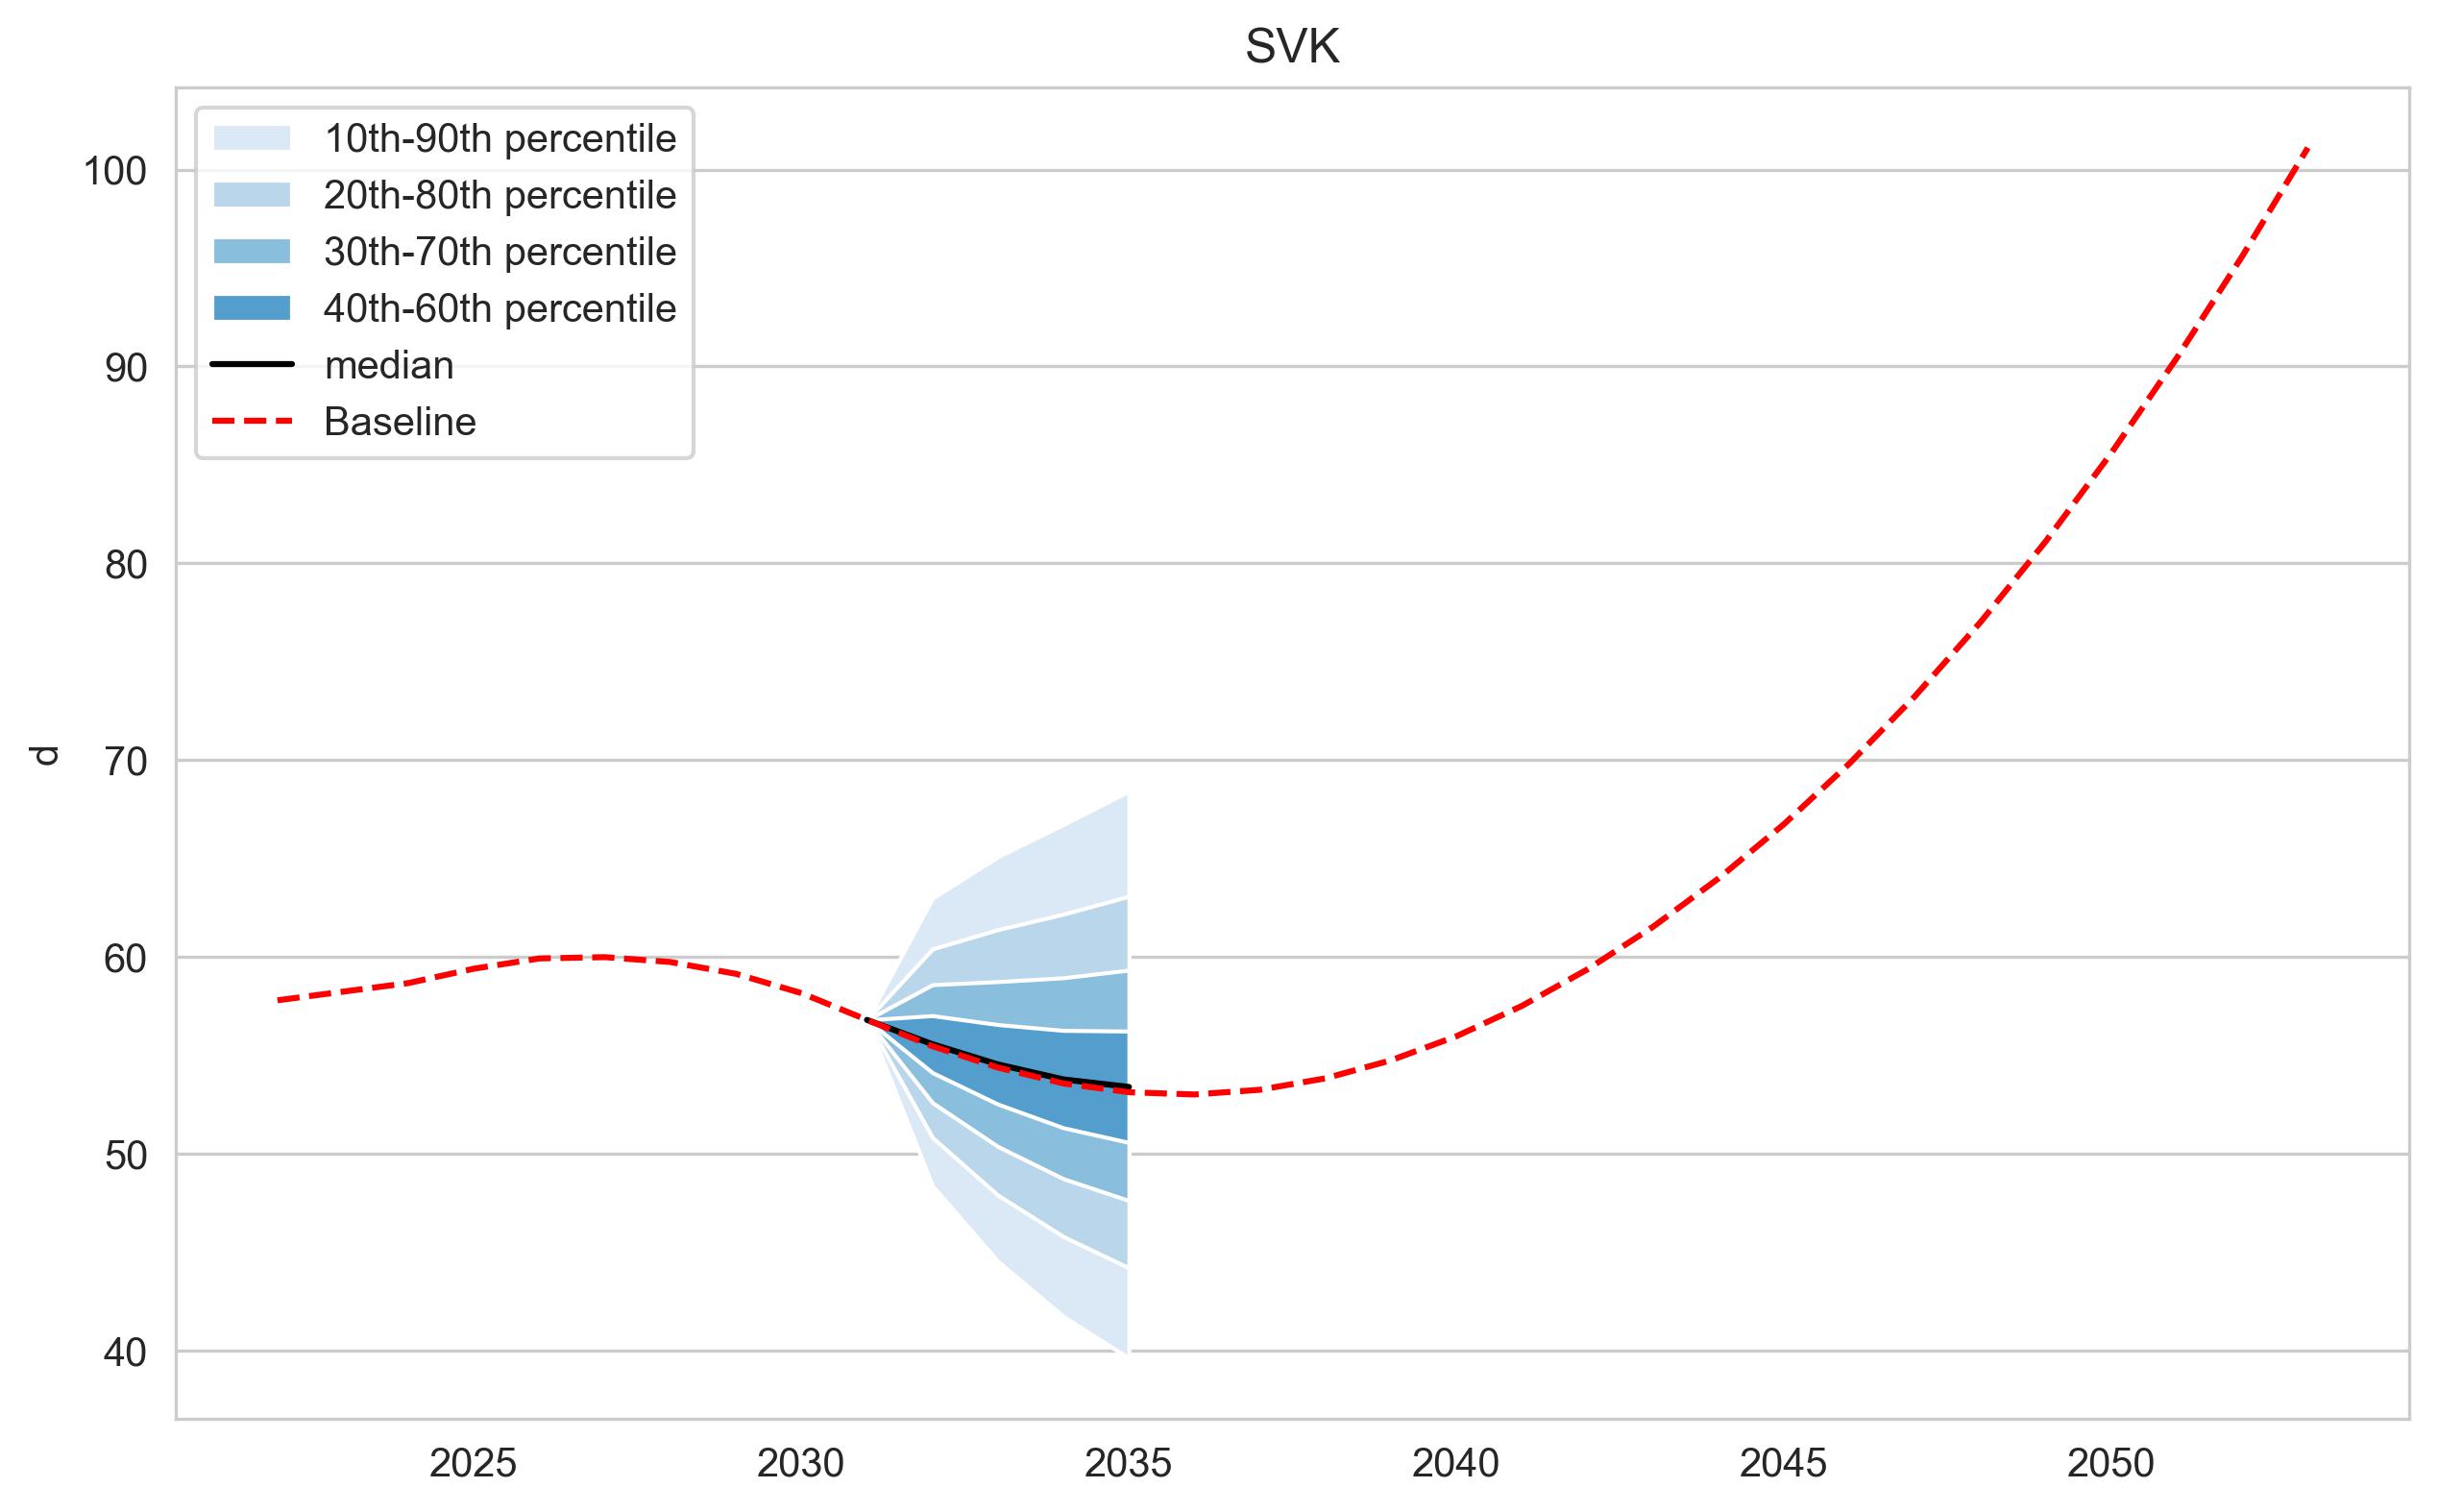 SVK
10th-90th percentile
20th-80th percentile
30th-70th percentile
40th-60th percentile
median
Baseline
d
100
90
80
70
60
50
40
2025 2030 2035 2040 2045 2050